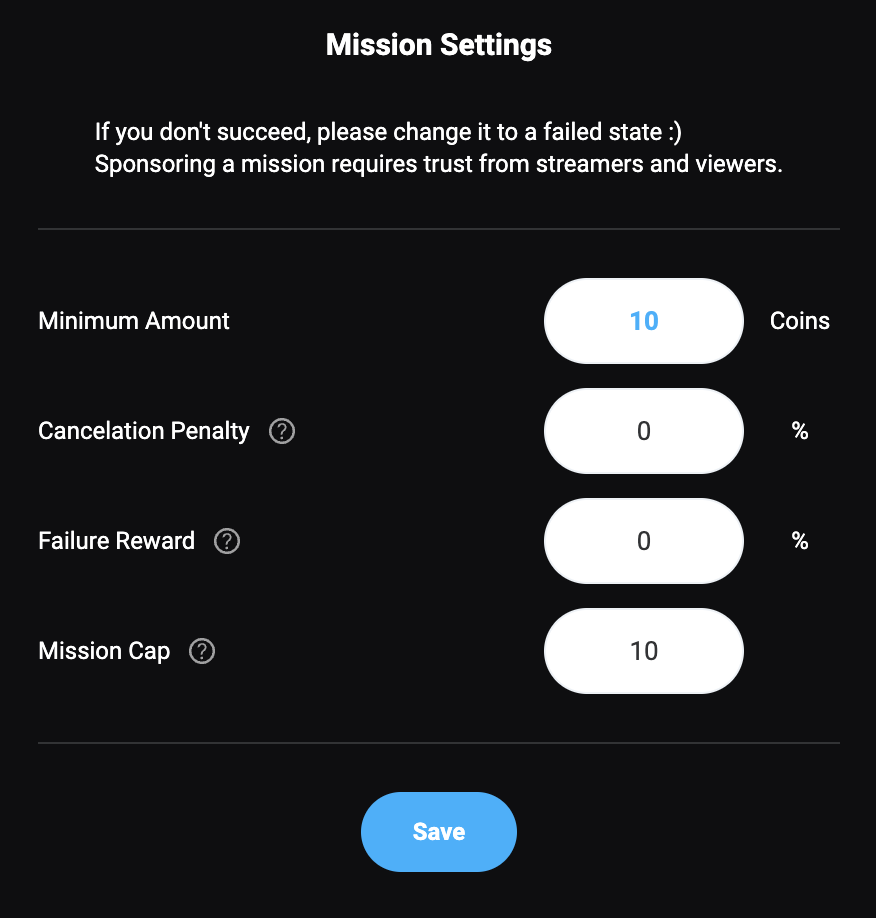 Mission Settings
If you don't succeed, please change it to a failed state :)
Sponsoring a mission requires trust from streamers and viewers.
Minimum Amount 10 Coins
Cancelation Penalty ? 0 %
Failure Reward ? 0 %
Mission Cap ? 10
Save